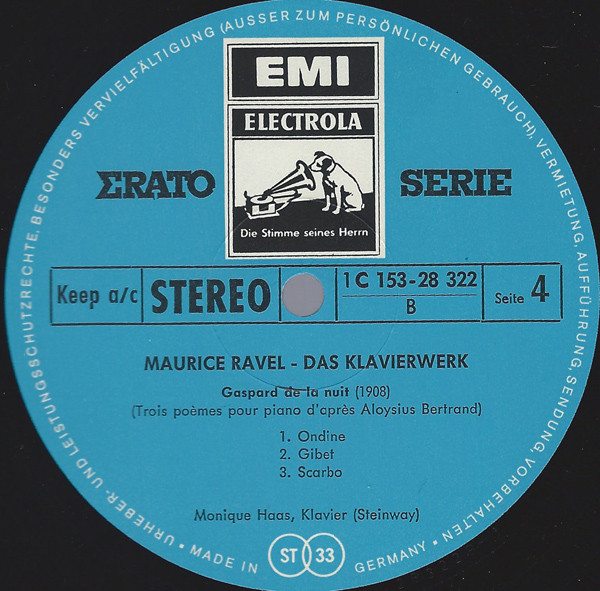 URHEBER- UND LEISTUNGSSCHUTZRECHTE, BESONDERS VERVIELFÄLTIGUNG (AUSSER ZUM PERSÖNLICHEN GEBRAUCH), VERMIETUNG, AUFFÜHRUNG, SENDUNG, VORBEHALTEN
EMI
ELECTROLA
ΣRATO SERIE
Die Stimme seines Herrn
Keep a/c STEREO 1 C 153-28 322 Seite 4
B
MAURICE RAVEL - DAS KLAVIERWERK
Gaspard de la nuit (1908)
(Trois poèmes pour piano d'après Aloysius Bertrand)
1. Ondine
2. Gibet
3. Scarbo
Monique Haas, Klavier (Steinway)
MADE IN ST 33 GERMANY